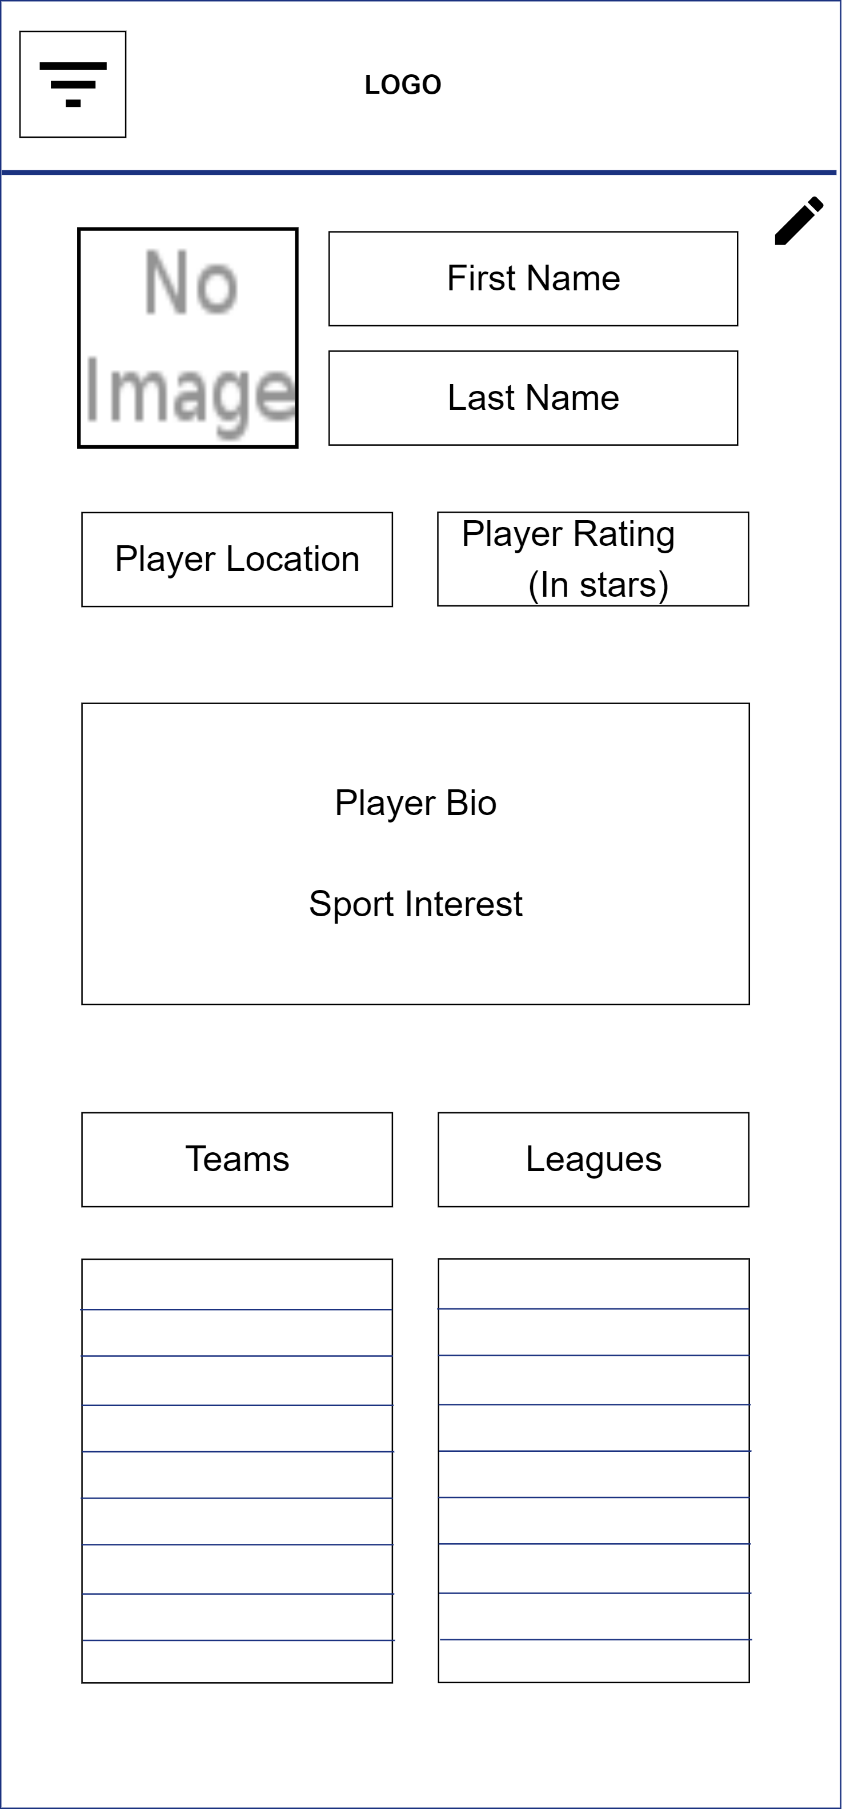 LOGO
No
Image
First Name
Last Name
Player Location
Player Rating
(In stars)
Player Bio
Sport Interest
Teams
Leagues